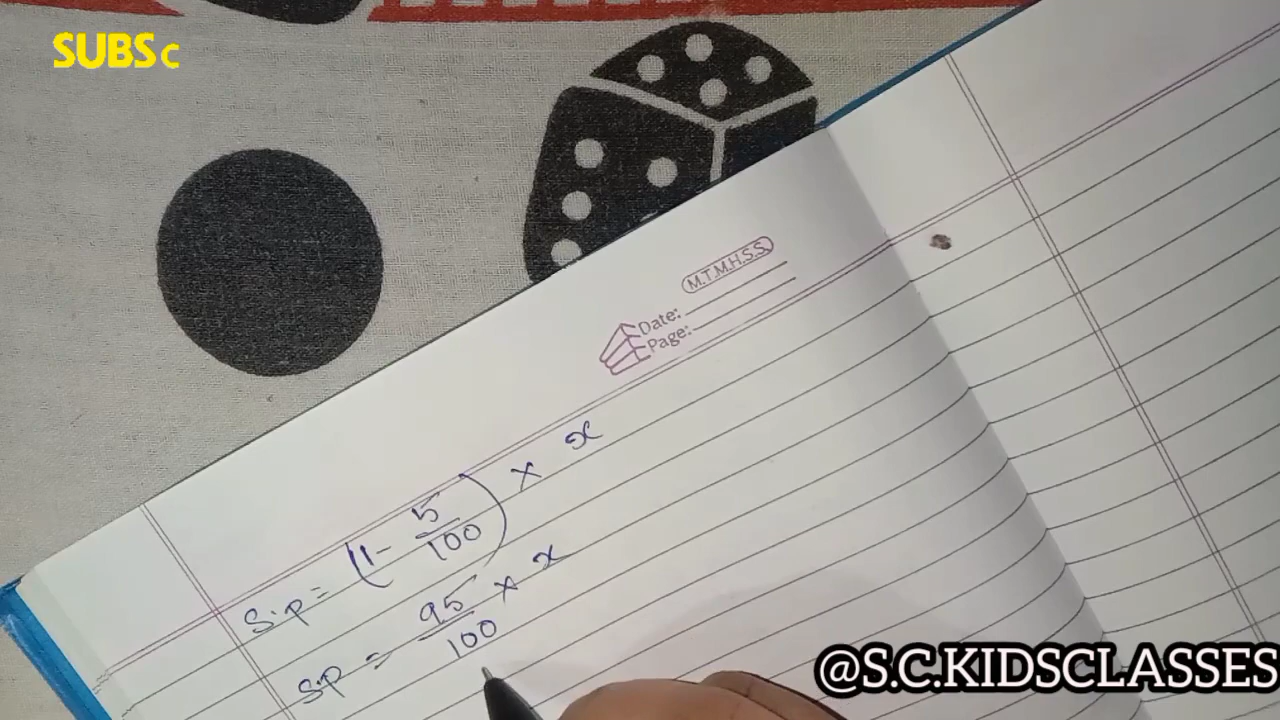 SUBSc
M.T.M.H.S.S.
Date:
Page:
S.P = (1 - 5/100) × x
S.P = 95/100 × x
@S.C.KIDSCLASSES